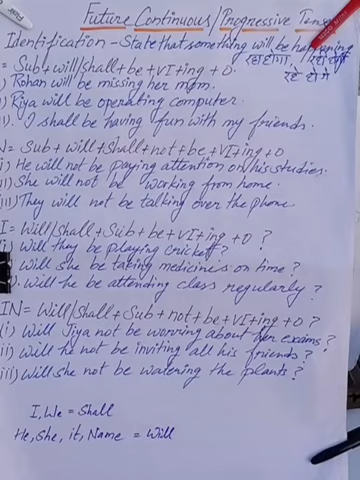 Future Continuous/Progressive Tense
Identification - State that something will be happening
रहा होगा, रही होगी
रहे होंगे
= Sub + will/shall + be + VI + ing + O.
i) Rohan will be missing her mom.
ii) Riya will be operating computer.
iii). I shall be having fun with my friends.
N = Sub + will + shall + not + be + VI + ing + O
i) He will not be paying attention on his studies.
ii) She will not be working from home.
iii) They will not be talking over the phone.
I = Will/Shall + Sub + be + VI + ing + O ?
(i) Will they be playing cricket?
Will she be taking medicine's on time?
Will he be attending class regularly?
IN = Will/Shall + Sub + not + be + VI + ing + O ?
(i) Will Jiya not be worring about her exams?
ii) Will he not be inviting all his friends?
iii) Will she not be watering the plants?
I, We = Shall
He, She, it, Name = Will